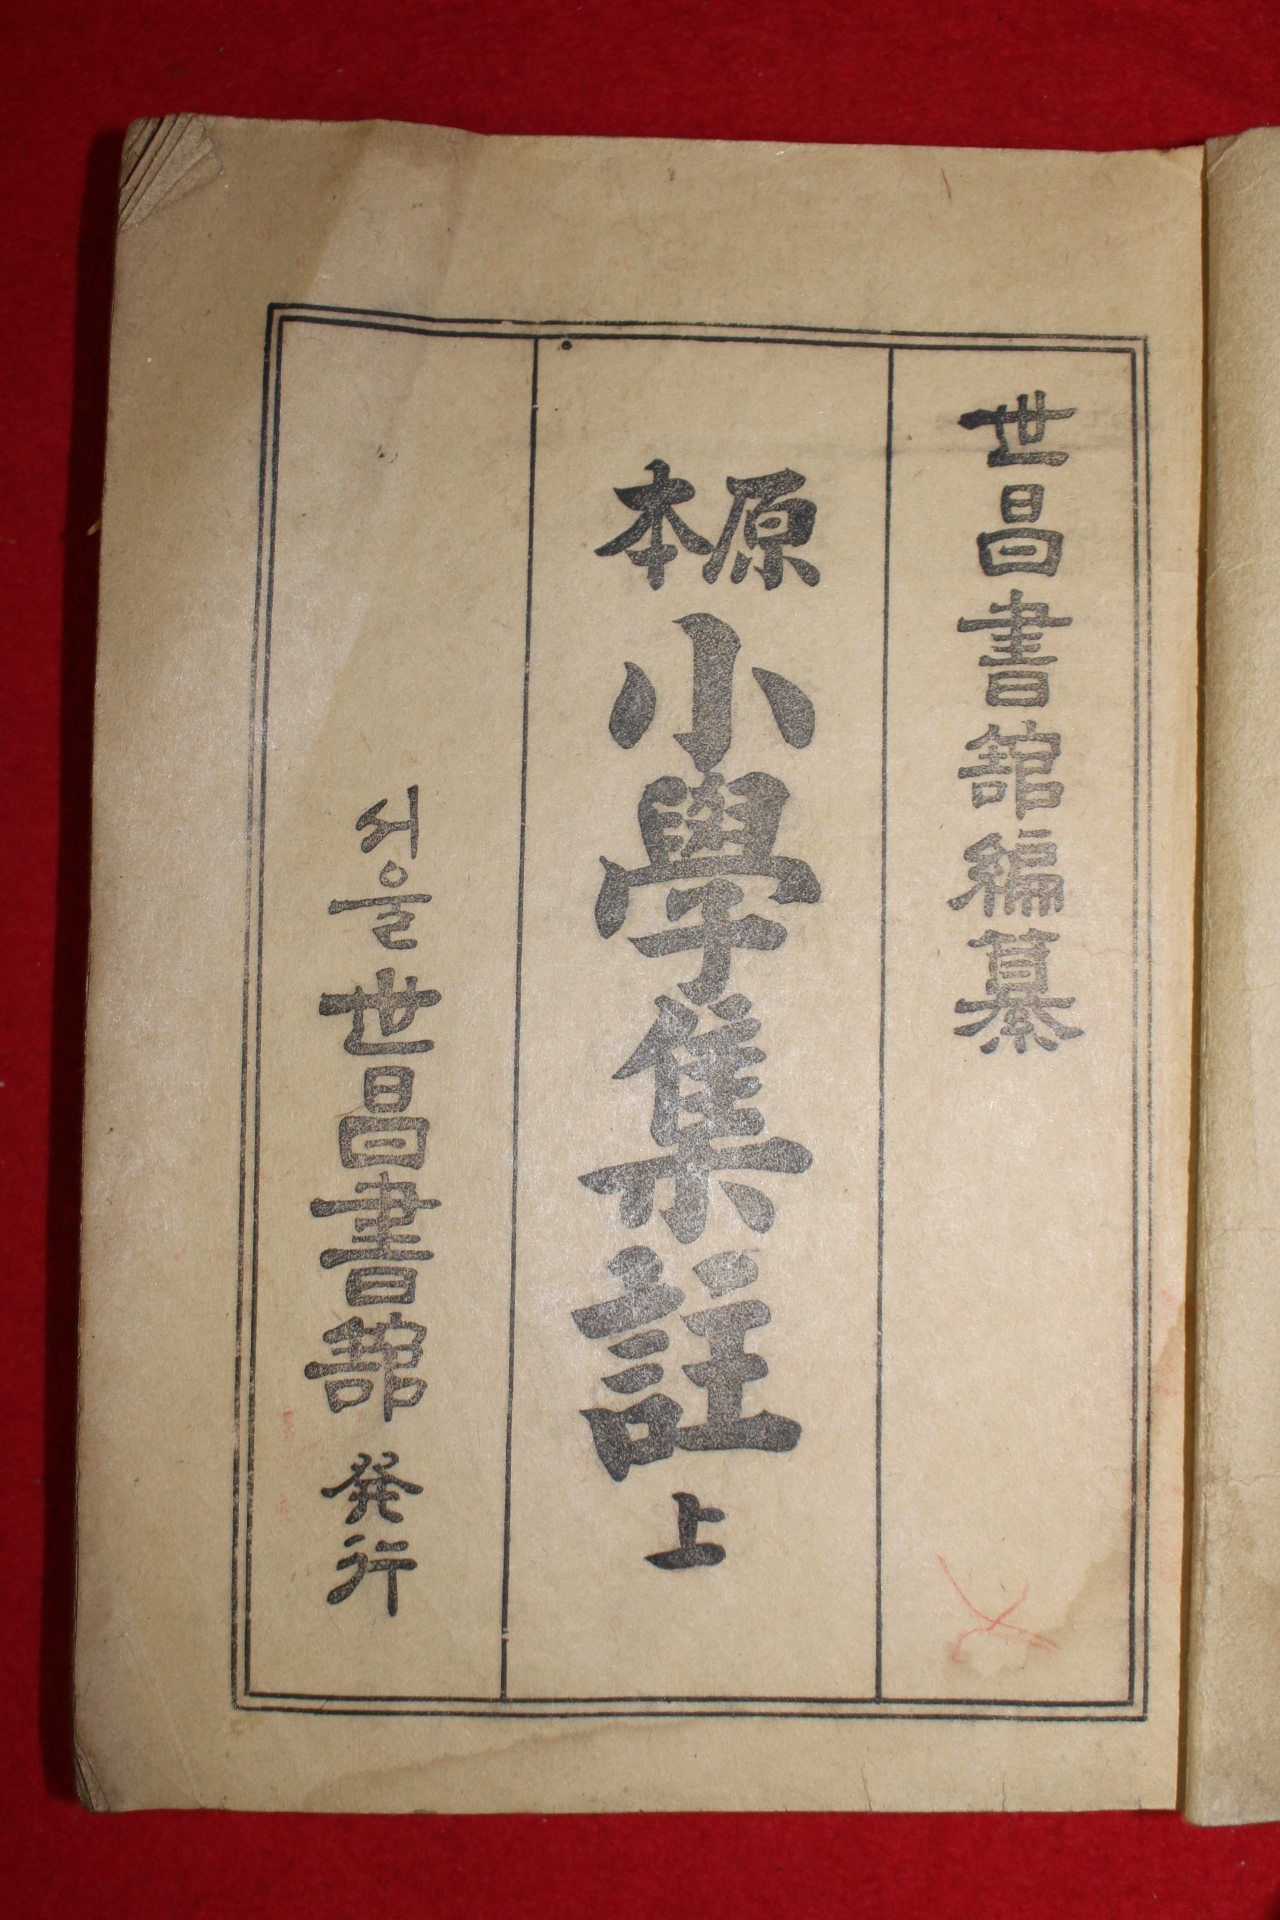 世昌書舘編纂
原本
小學集註 上
서울 世昌書舘 発行